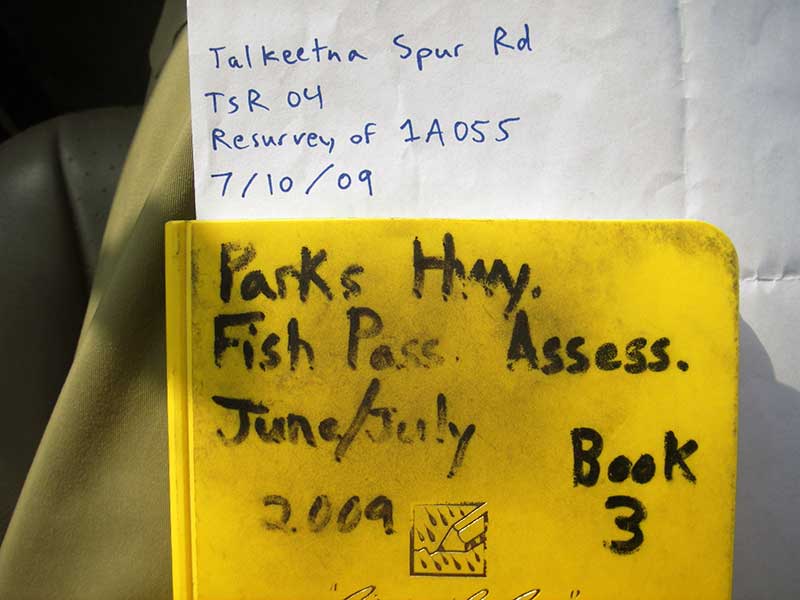 Talkeetna Spur Rd
TSR 04
Resurvey of 1A055
7/10/09
Parks Hwy.
Fish Pass. Assess.
June/July
2009
Book
3